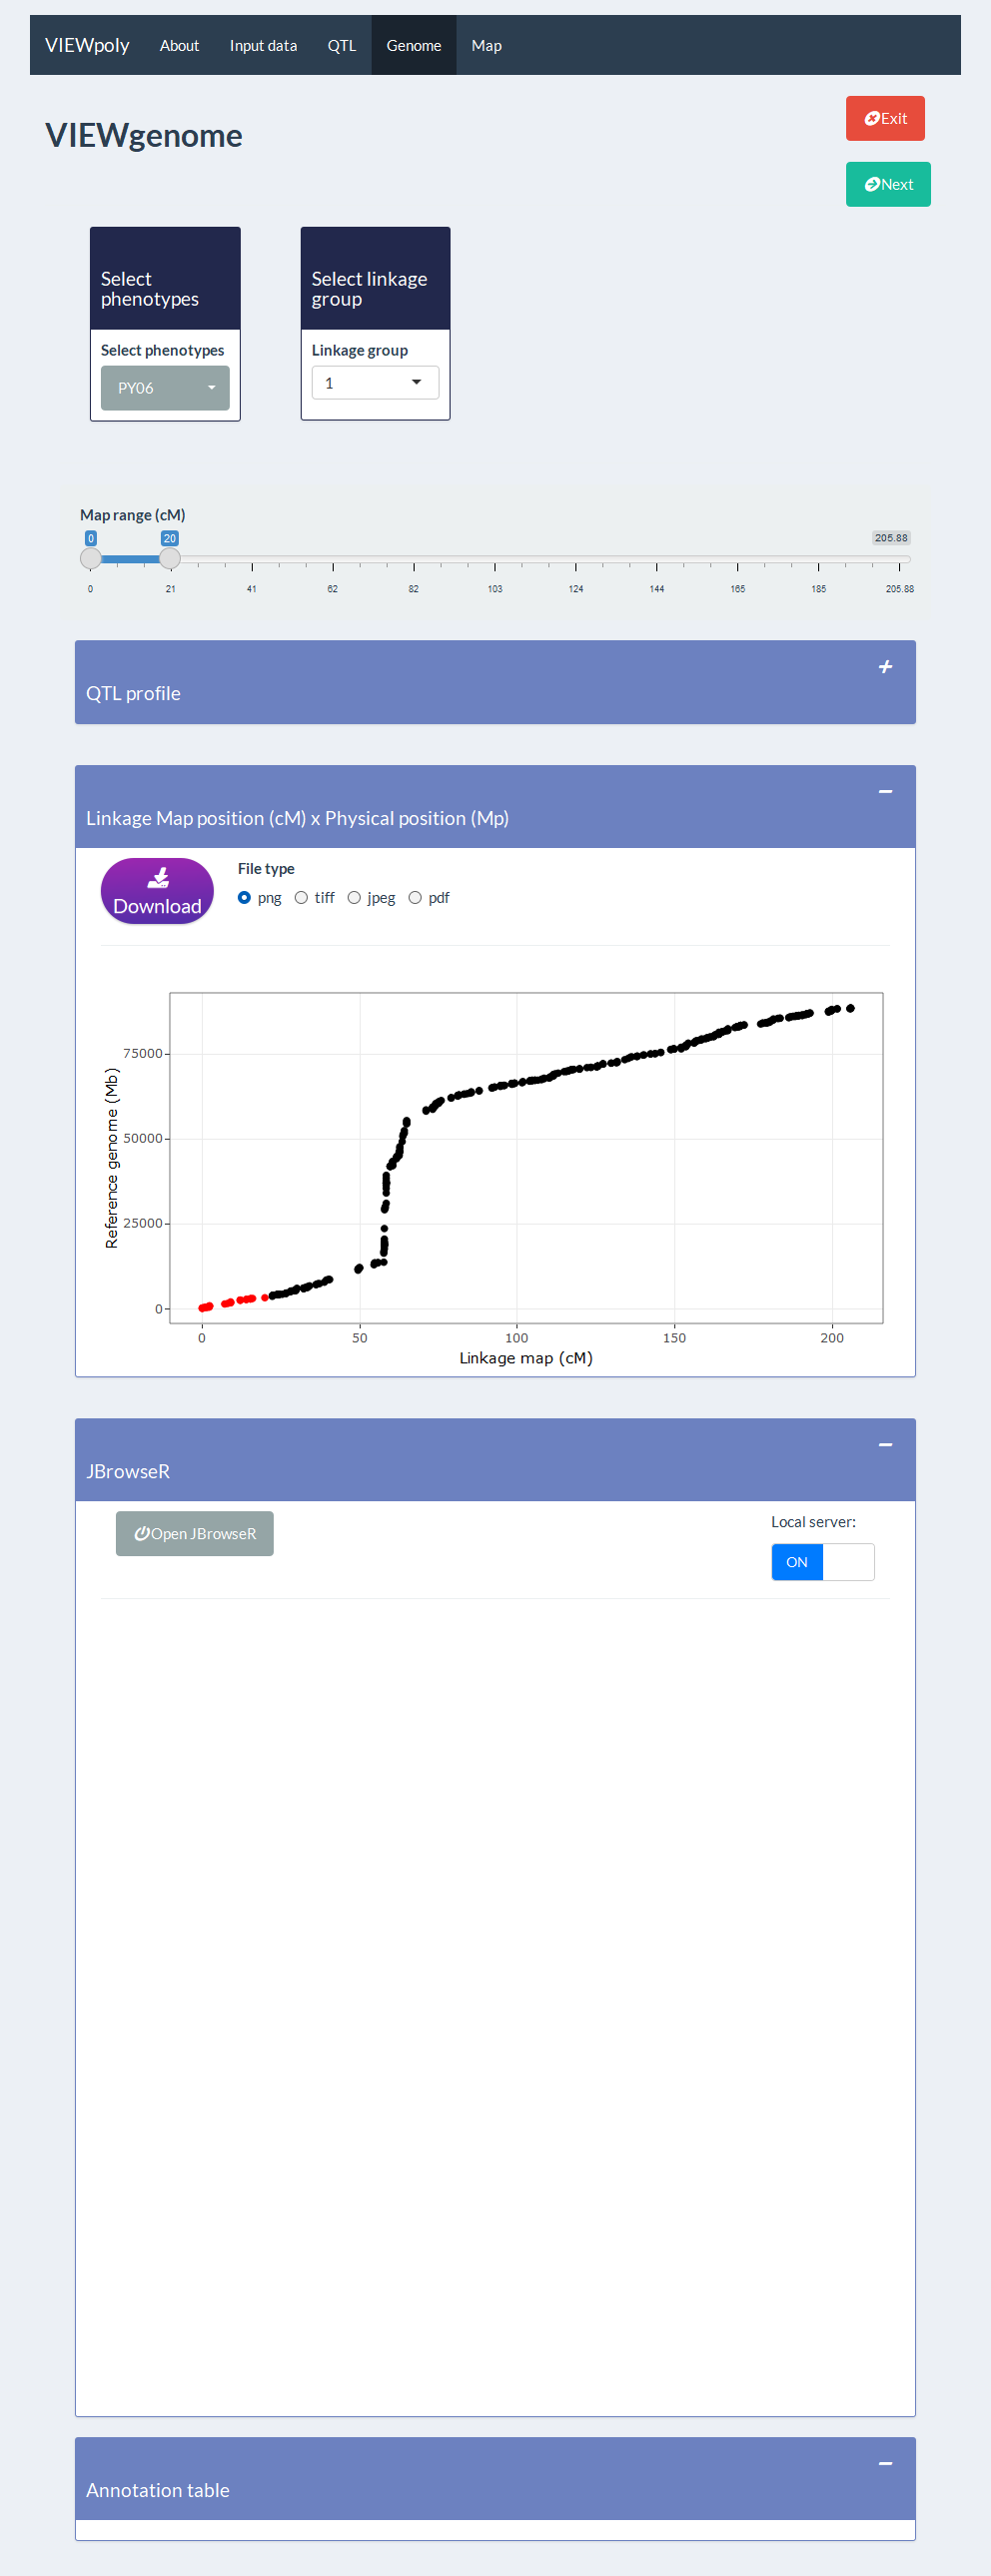 VIEWpoly About Input data QTL Genome Map
VIEWgenome
Exit
Next
Select
phenotypes
Select phenotypes
PY06
Select linkage
group
Linkage group
1
Map range (cM)
0 20 205.88
0 21 41 62 82 103 124 144 165 185 205.88
QTL profile
Linkage Map position (cM) x Physical position (Mp)
Download
File type
png tiff jpeg pdf
Reference genome (Mb)
75000
50000
25000
0
0 50 100 150 200
Linkage map (cM)
JBrowseR
Open JBrowseR
Local server:
ON
Annotation table